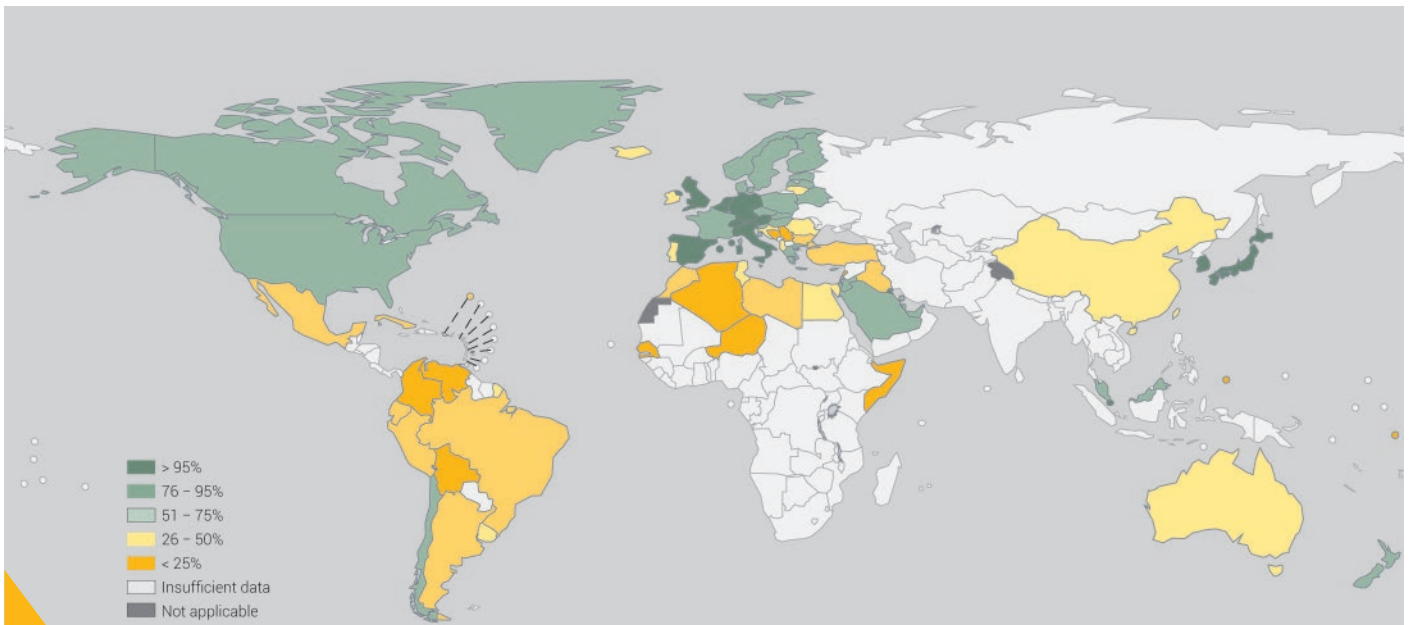 > 95%
76 – 95%
51 – 75%
26 – 50%
< 25%
Insufficient data
Not applicable